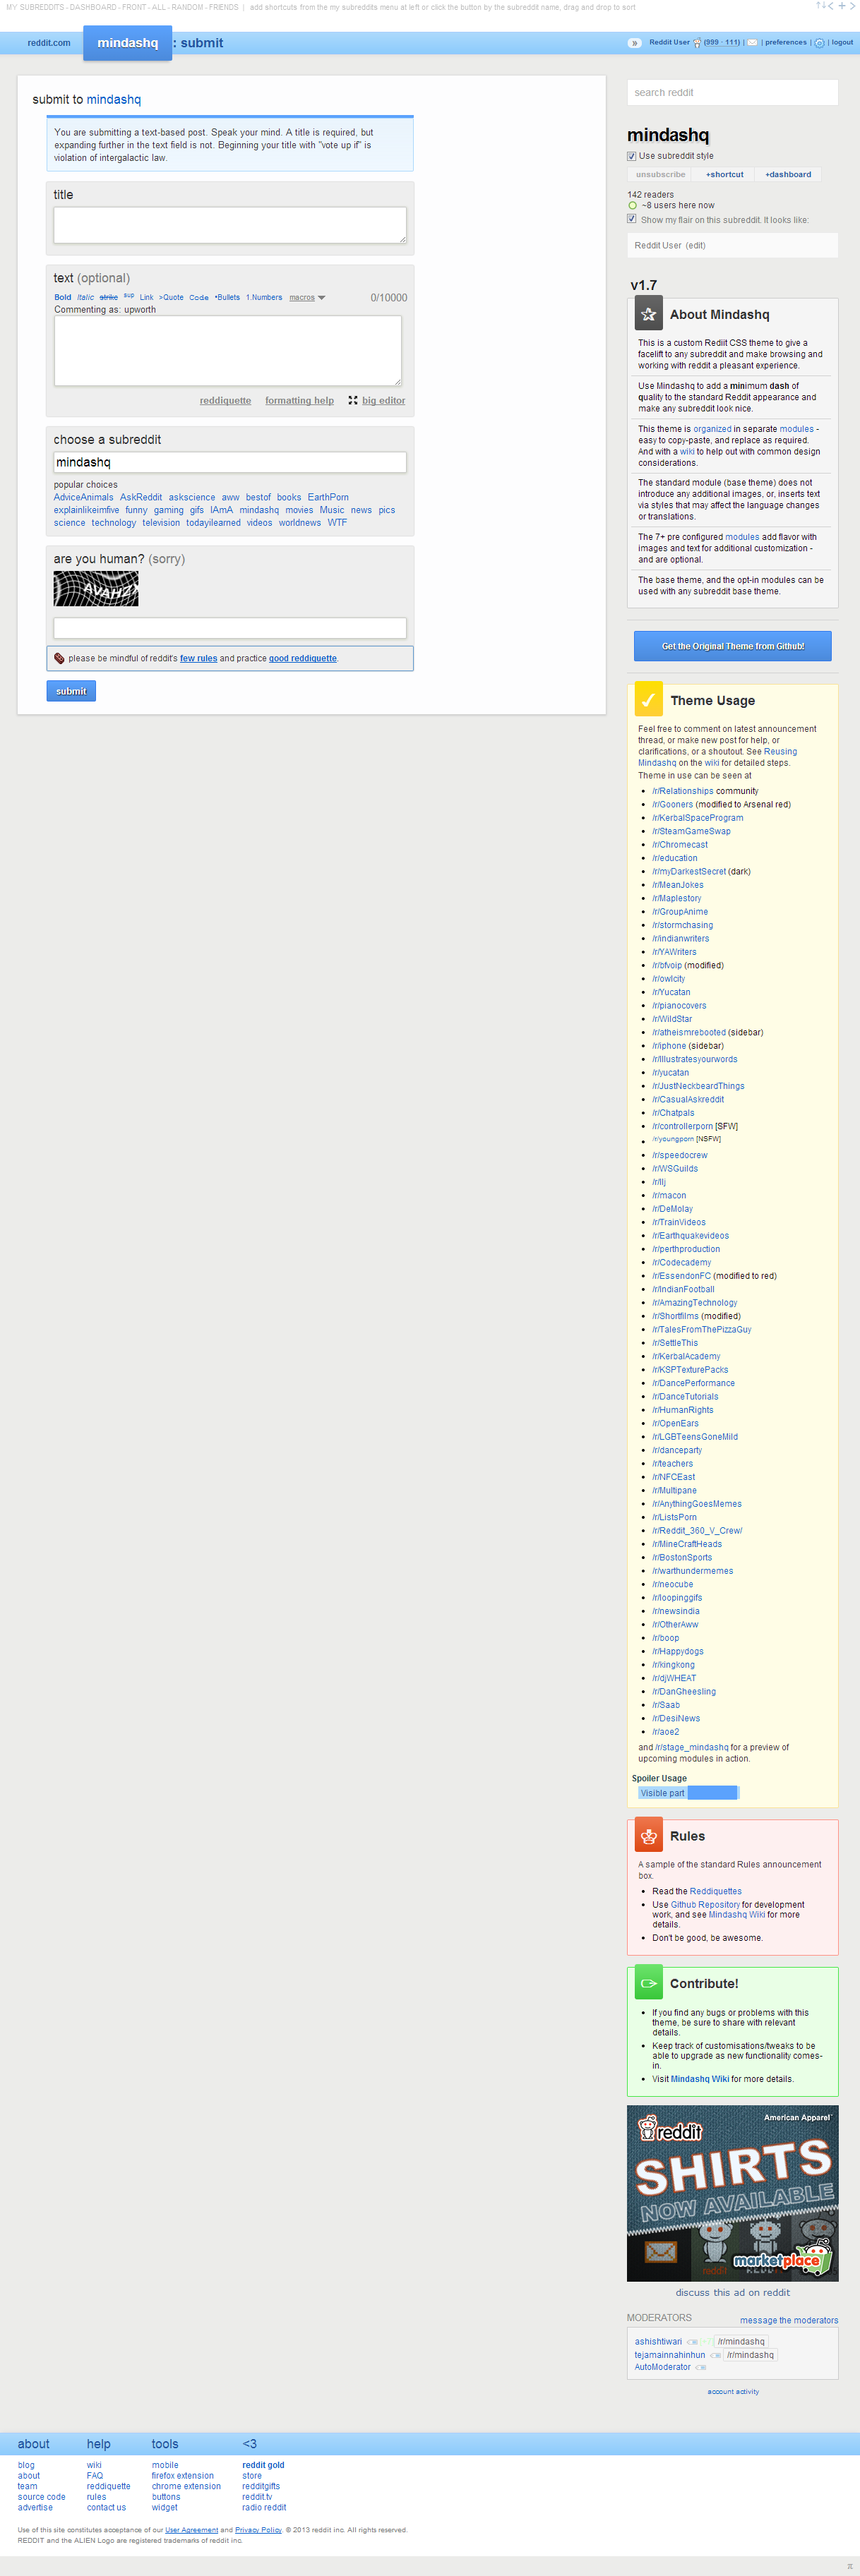 MY SUBREDDITS - DASHBOARD - FRONT - ALL - RANDOM - FRIENDS | add shortcuts from the my subreddits menu at left or click the button by the subreddit name, drag and drop to sort
reddit.com mindashq : submit
» Reddit User (999 · 111) | | preferences | | logout
submit to mindashq
You are submitting a text-based post. Speak your mind. A title is required, but
expanding further in the text field is not. Beginning your title with "vote up if" is
violation of intergalactic law.
title
text (optional)
Bold Italic strike sup Link >Quote Code •Bullets 1.Numbers macros 0/10000
Commenting as: upworth
reddiquette formatting help big editor
choose a subreddit
mindashq
popular choices
AdviceAnimals AskReddit askscience aww bestof books EarthPorn
explainlikeimfive funny gaming gifs IAmA mindashq movies Music news pics
science technology television todayilearned videos worldnews WTF
are you human? (sorry)
please be mindful of reddit's few rules and practice good reddiquette.
submit
search reddit
mindashq
Use subreddit style
unsubscribe +shortcut +dashboard
142 readers
~8 users here now
Show my flair on this subreddit. It looks like:
Reddit User (edit)
v1.7
About Mindashq
This is a custom Rediit CSS theme to give a
facelift to any subreddit and make browsing and
working with reddit a pleasant experience.
Use Mindashq to add a minimum dash of
quality to the standard Reddit appearance and
make any subreddit look nice.
This theme is organized in separate modules -
easy to copy-paste, and replace as required.
And with a wiki to help out with common design
considerations.
The standard module (base theme) does not
introduce any additional images, or, inserts text
via styles that may affect the language changes
or translations.
The 7+ pre configured modules add flavor with
images and text for additional customization -
and are optional.
The base theme, and the opt-in modules can be
used with any subreddit base theme.
Get the Original Theme from Github!
Theme Usage
Feel free to comment on latest announcement
thread, or make new post for help, or
clarifications, or a shoutout. See Reusing
Mindashq on the wiki for detailed steps.
Theme in use can be seen at
/r/Relationships community
/r/Gooners (modified to Arsenal red)
/r/KerbalSpaceProgram
/r/SteamGameSwap
/r/Chromecast
/r/education
/r/myDarkestSecret (dark)
/r/MeanJokes
/r/Maplestory
/r/GroupAnime
/r/stormchasing
/r/indianwriters
/r/YAWriters
/r/bfvoip (modified)
/r/owlcity
/r/Yucatan
/r/pianocovers
/r/WildStar
/r/atheismrebooted (sidebar)
/r/iphone (sidebar)
/r/Illustratesyourwords
/r/yucatan
/r/JustNeckbeardThings
/r/CasualAskreddit
/r/Chatpals
/r/controllerporn [SFW]
/r/youngporn [NSFW]
/r/speedocrew
/r/WSGuilds
/r/llj
/r/macon
/r/DeMolay
/r/TrainVideos
/r/Earthquakevideos
/r/perthproduction
/r/Codecademy
/r/EssendonFC (modified to red)
/r/IndianFootball
/r/AmazingTechnology
/r/Shortfilms (modified)
/r/TalesFromThePizzaGuy
/r/SettleThis
/r/KerbalAcademy
/r/KSPTexturePacks
/r/DancePerformance
/r/DanceTutorials
/r/HumanRights
/r/OpenEars
/r/LGBTeensGoneMild
/r/danceparty
/r/teachers
/r/NFCEast
/r/Multipane
/r/AnythingGoesMemes
/r/ListsPorn
/r/Reddit_360_V_Crew/
/r/MineCraftHeads
/r/BostonSports
/r/warthundermemes
/r/neocube
/r/loopinggifs
/r/newsindia
/r/OtherAww
/r/boop
/r/Happydogs
/r/kingkong
/r/djWHEAT
/r/DanGheesling
/r/Saab
/r/DesiNews
/r/aoe2
and /r/stage_mindashq for a preview of
upcoming modules in action.
Spoiler Usage
Visible part
Rules
A sample of the standard Rules announcement
box.
Read the Reddiquettes
Use Github Repository for development
work, and see Mindashq Wiki for more
details.
Don't be good, be awesome.
Contribute!
If you find any bugs or problems with this
theme, be sure to share with relevant
details.
Keep track of customisations/tweaks to be
able to upgrade as new functionality comes-
in.
Visit Mindashq Wiki for more details.
reddit American Apparel
SHIRTS
NOW AVAILABLE
marketplace
reddit
discuss this ad on reddit
MODERATORS message the moderators
ashishtiwari /r/mindashq
tejamainnahinhun /r/mindashq
AutoModerator
account activity
about help tools <3
blog wiki mobile reddit gold
about FAQ firefox extension store
team reddiquette chrome extension redditgifts
source code rules buttons reddit.tv
advertise contact us widget radio reddit
Use of this site constitutes acceptance of our User Agreement and Privacy Policy. © 2013 reddit inc. All rights reserved.
REDDIT and the ALIEN Logo are registered trademarks of reddit inc.
π